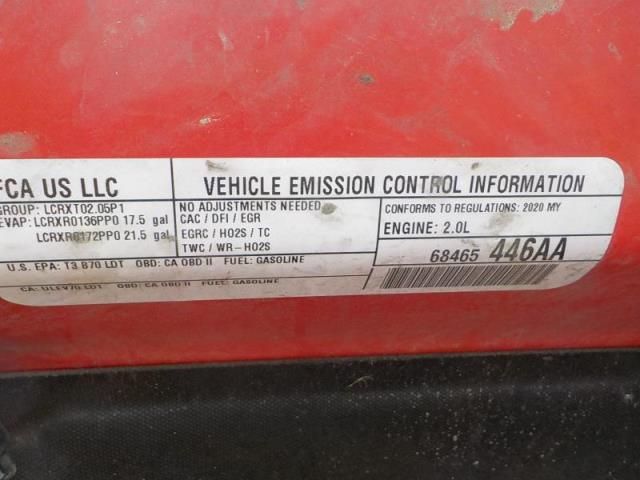 FCA US LLC
VEHICLE EMISSION CONTROL INFORMATION
GROUP: LCRXT02.05P1
EVAP: LCRXR0136PP0 17.5 gal
LCRXR0172PP0 21.5 gal
NO ADJUSTMENTS NEEDED
CAC / DFI / EGR
EGRC / HO2S / TC
TWC / WR-HO2S
CONFORMS TO REGULATIONS: 2020 MY
ENGINE: 2.0L
U.S. EPA: T3 B70 LDT OBD: CA OBD II FUEL: GASOLINE
CA: ULEV70 LDT OBD: CA OBD II FUEL: GASOLINE
68465 446AA